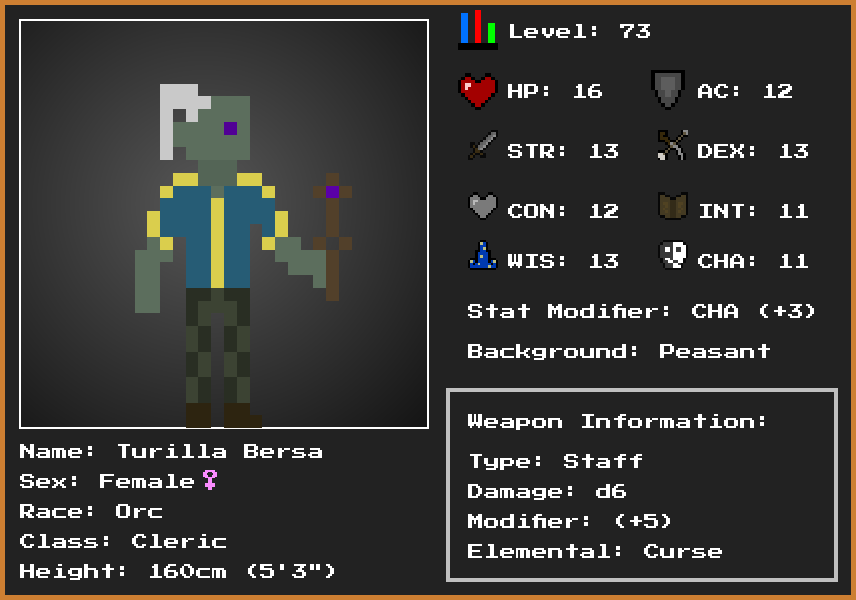 Level: 73
HP: 16
AC: 12
STR: 13
DEX: 13
CON: 12
INT: 11
WIS: 13
CHA: 11
Stat Modifier: CHA (+3)
Background: Peasant
Weapon Information:
Type: Staff
Damage: d6
Modifier: (+5)
Elemental: Curse
Name: Turilla Bersa
Sex: Female♀
Race: Orc
Class: Cleric
Height: 160cm (5'3")